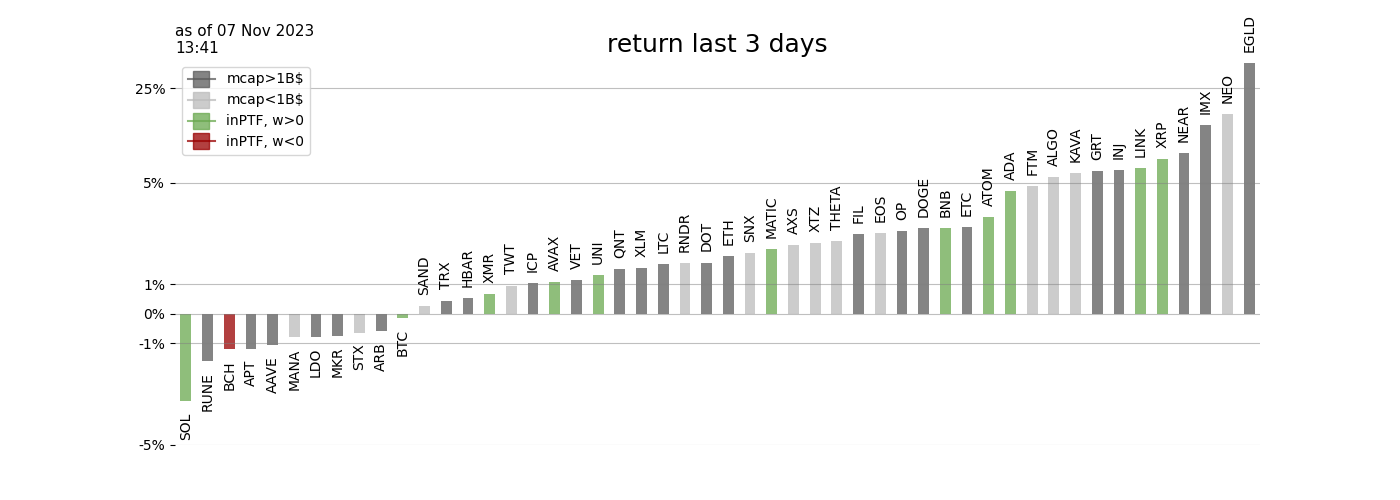 as of 07 Nov 2023
13:41
return last 3 days
mcap>1B$
mcap<1B$
inPTF, w>0
inPTF, w<0
25%
5%
1%
0%
-1%
-5%
SOL
RUNE
BCH
APT
AAVE
MANA
LDO
MKR
STX
ARB
BTC
SAND
TRX
HBAR
XMR
TWT
ICP
AVAX
VET
UNI
QNT
XLM
LTC
RNDR
DOT
ETH
SNX
MATIC
AXS
XTZ
THETA
FIL
EOS
OP
DOGE
BNB
ETC
ATOM
ADA
FTM
ALGO
KAVA
GRT
INJ
LINK
XRP
NEAR
IMX
NEO
EGLD